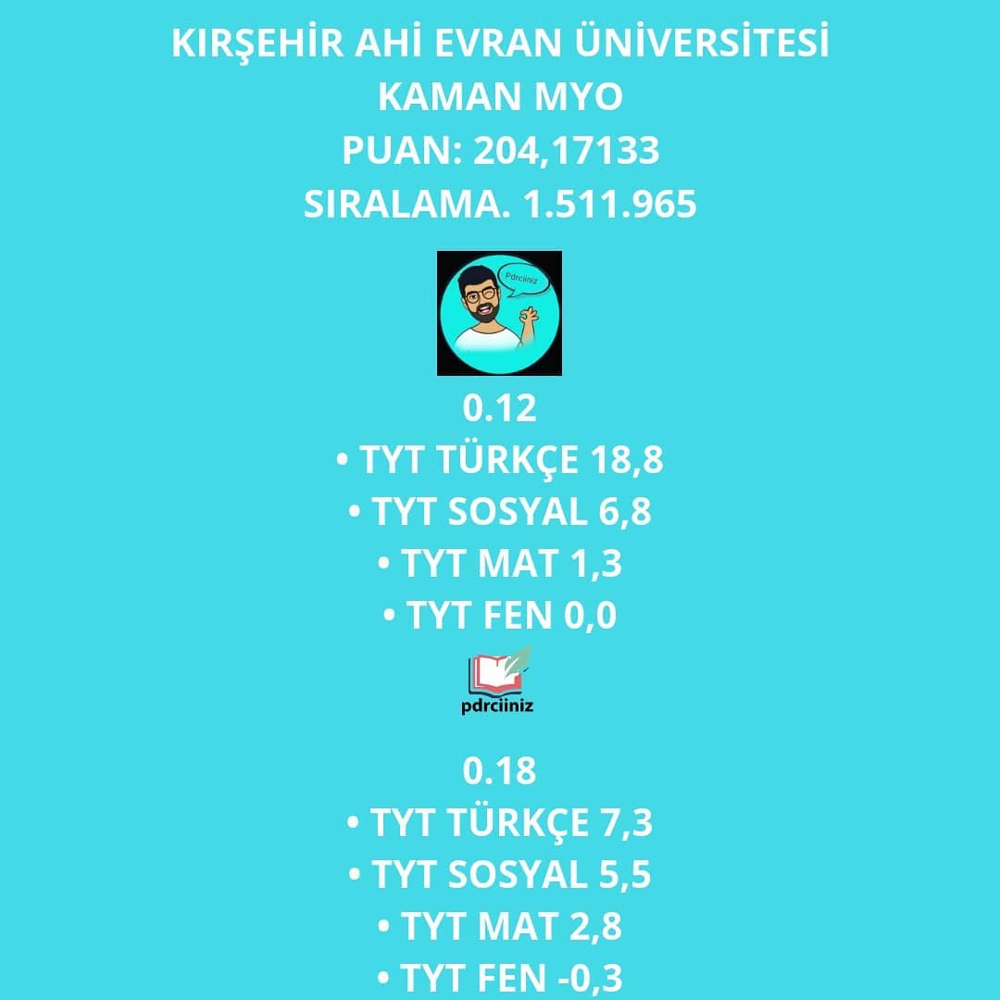 KIRŞEHİR AHİ EVRAN ÜNİVERSİTESİ
KAMAN MYO
PUAN: 204,17133
SIRALAMA. 1.511.965
Pdrciiniz
0.12
• TYT TÜRKÇE 18,8
• TYT SOSYAL 6,8
• TYT MAT 1,3
• TYT FEN 0,0
pdrciiniz
0.18
• TYT TÜRKÇE 7,3
• TYT SOSYAL 5,5
• TYT MAT 2,8
• TYT FEN -0,3